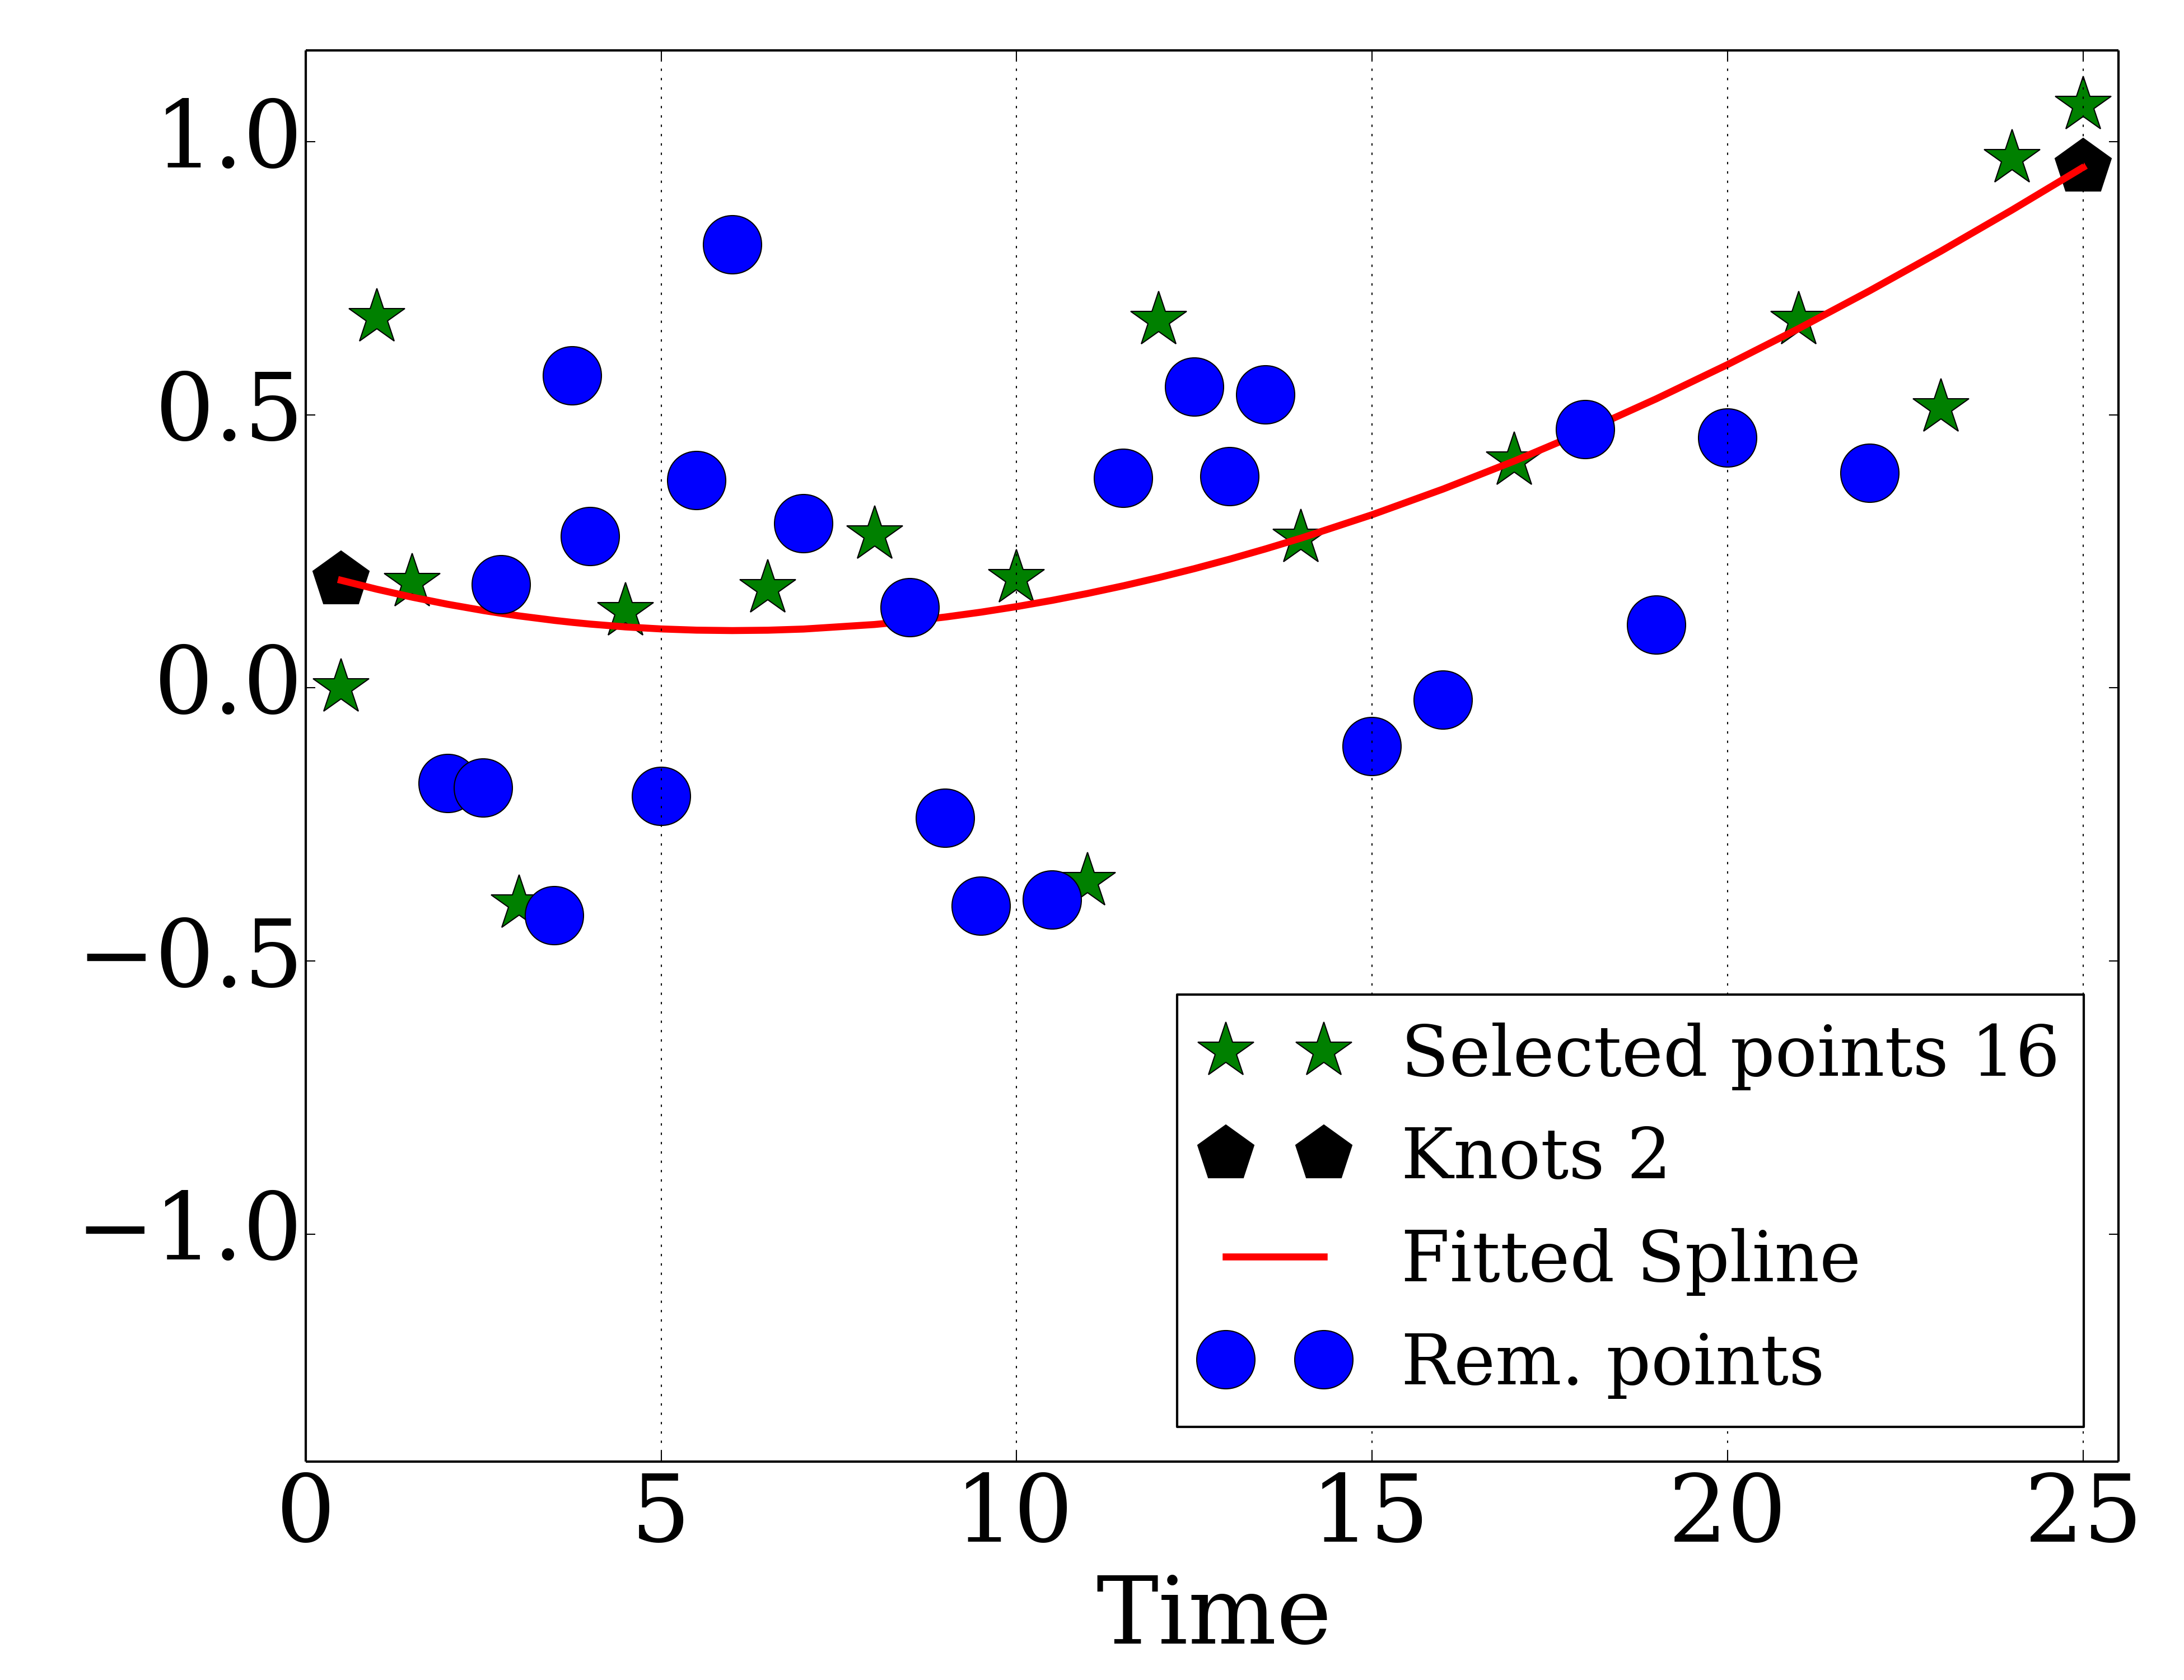 1.0
0.5
0.0
−0.5
−1.0
Selected points 16
Knots 2
Fitted Spline
Rem. points
0 5 10 15 20 25
Time